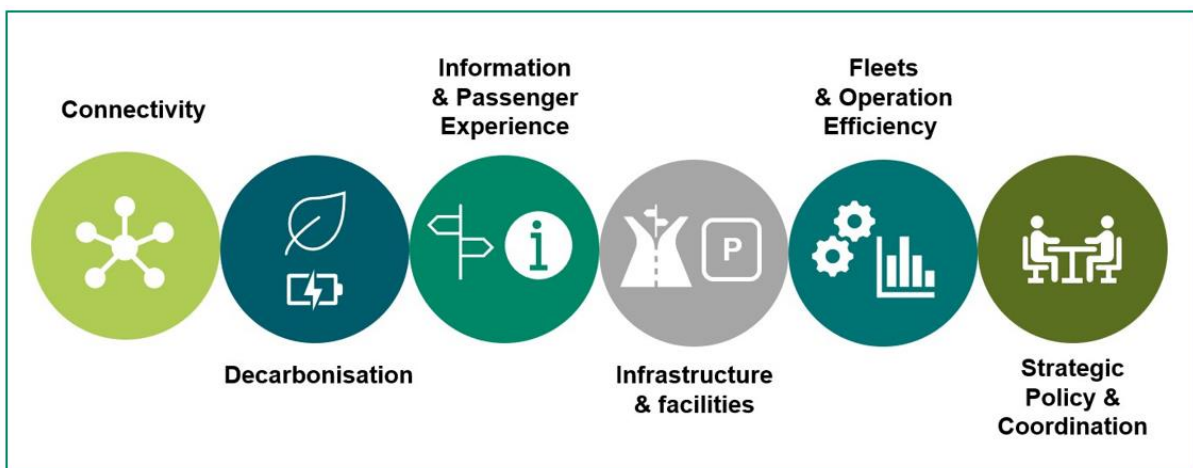 Connectivity
Decarbonisation
Information
& Passenger
Experience
i
Infrastructure
& facilities
P
Fleets
& Operation
Efficiency
Strategic
Policy &
Coordination